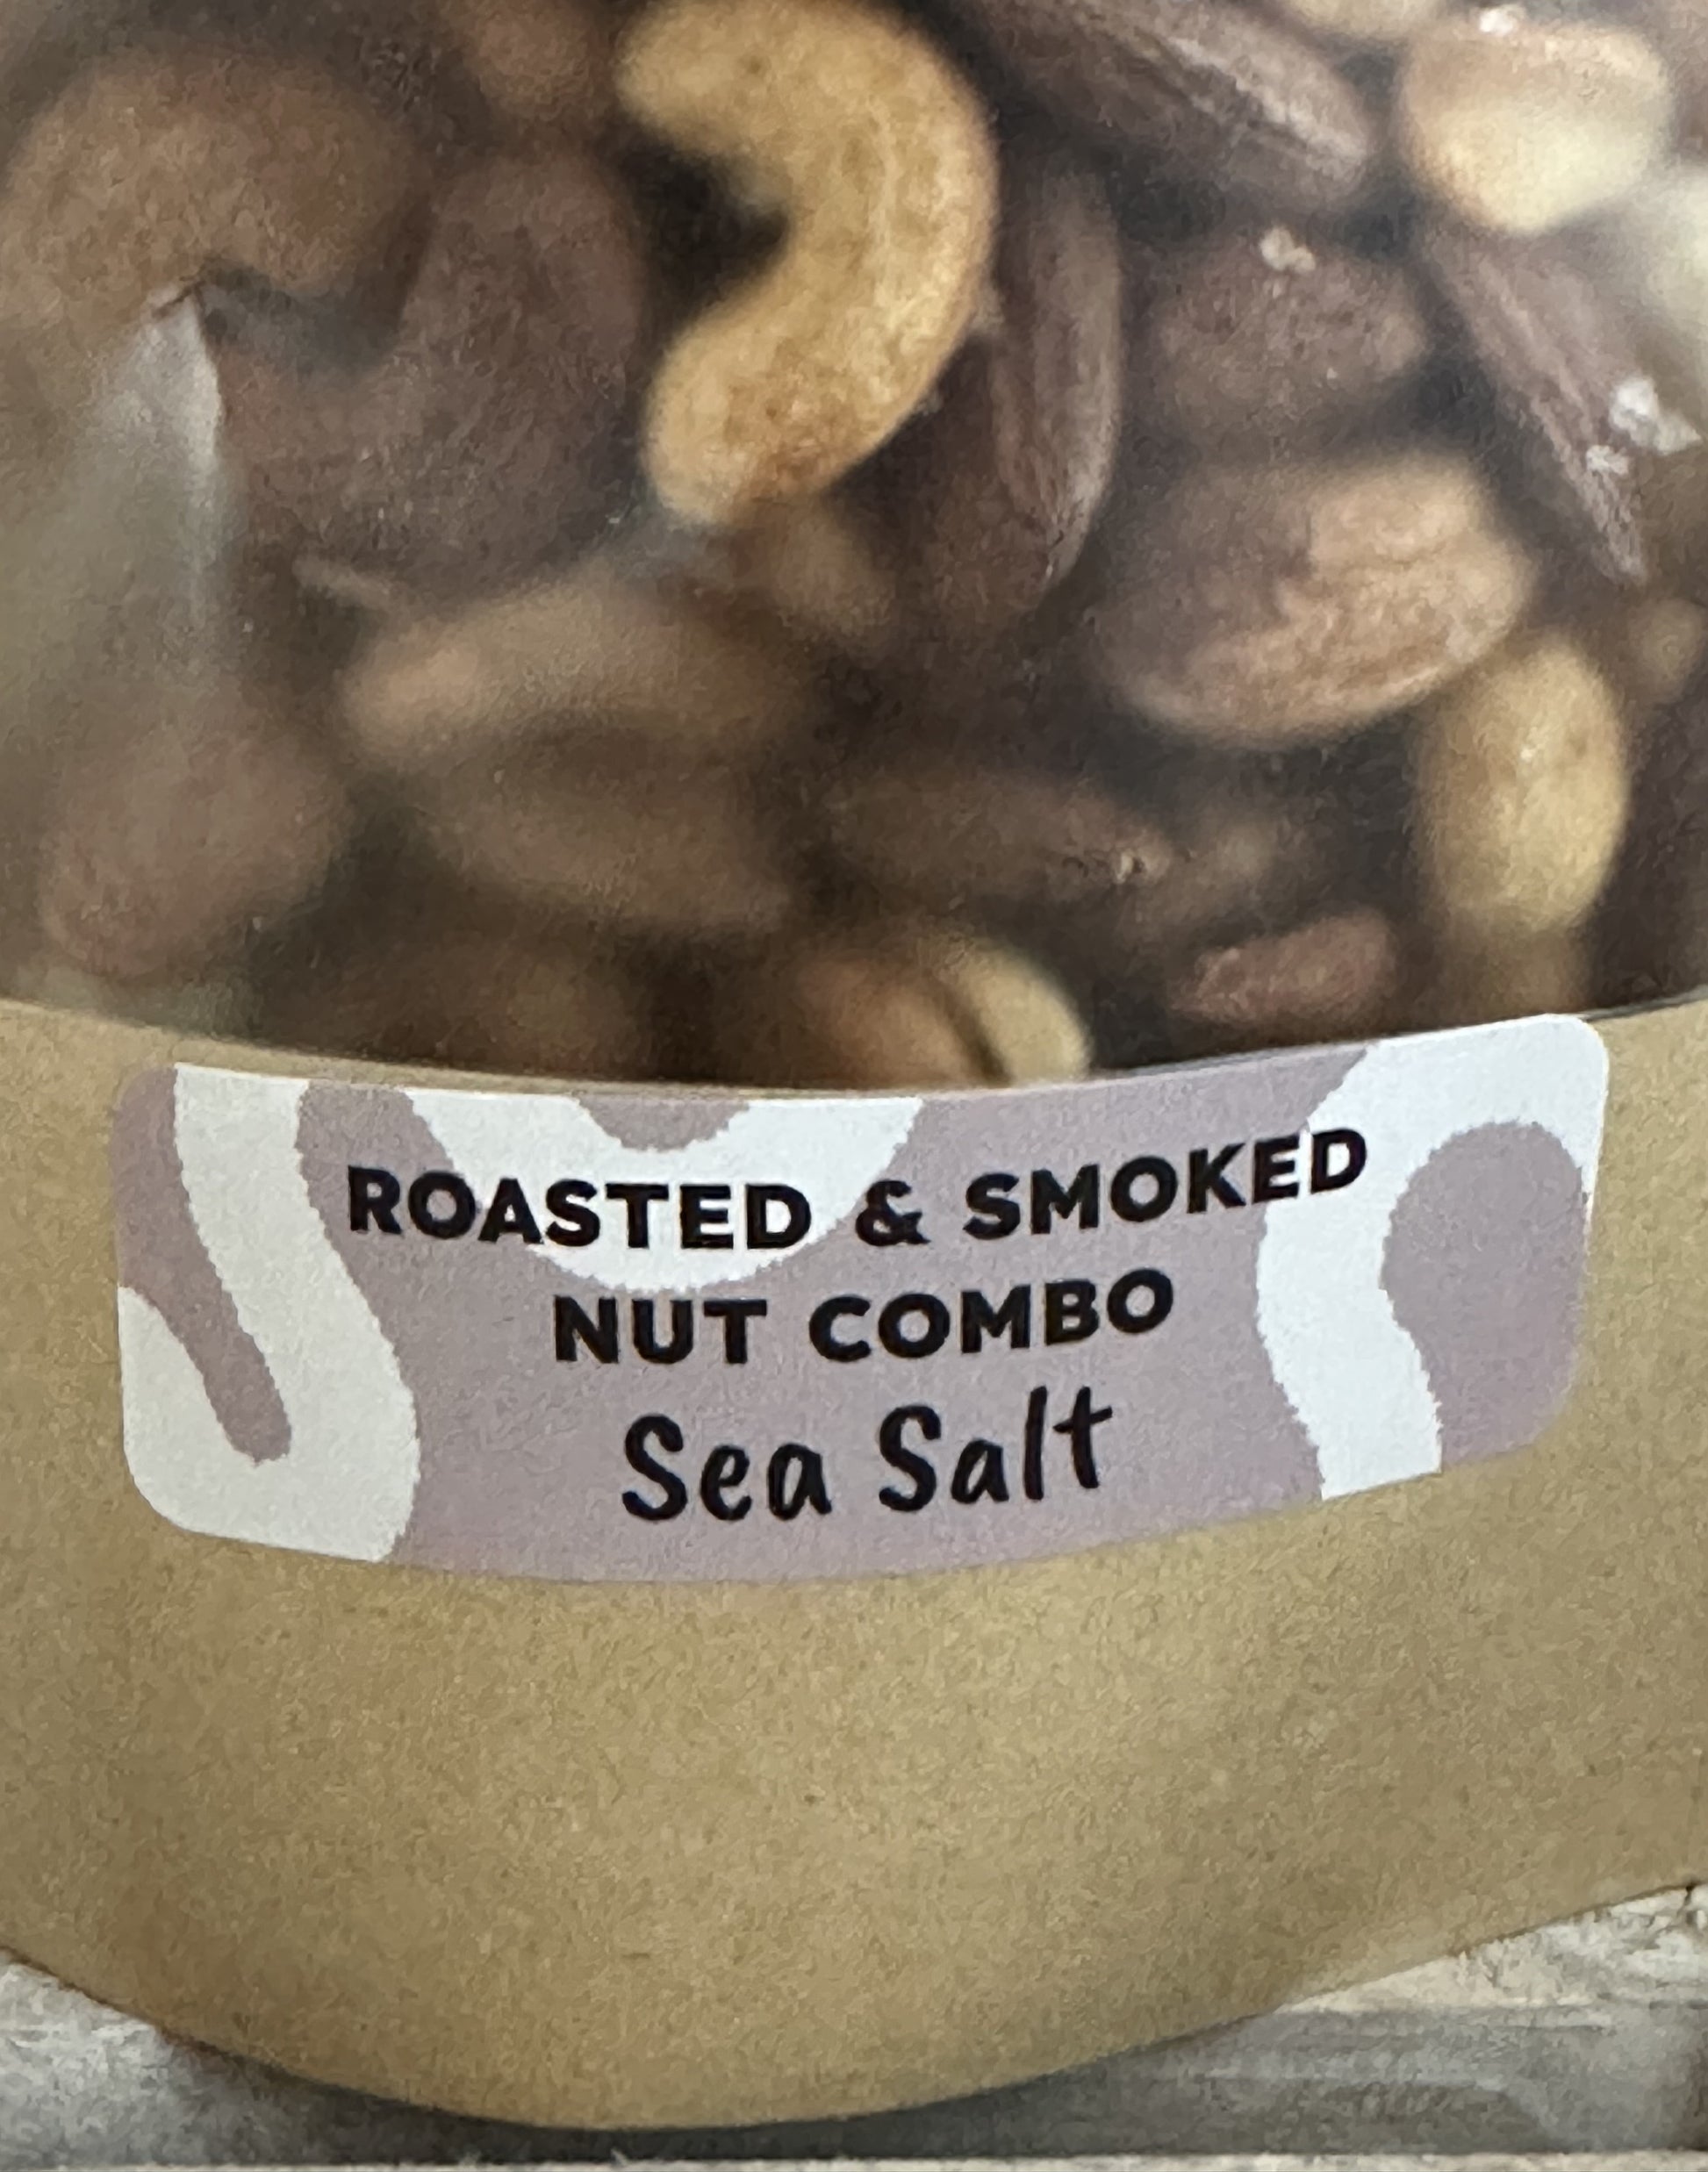 ROASTED & SMOKED
NUT COMBO
Sea Salt